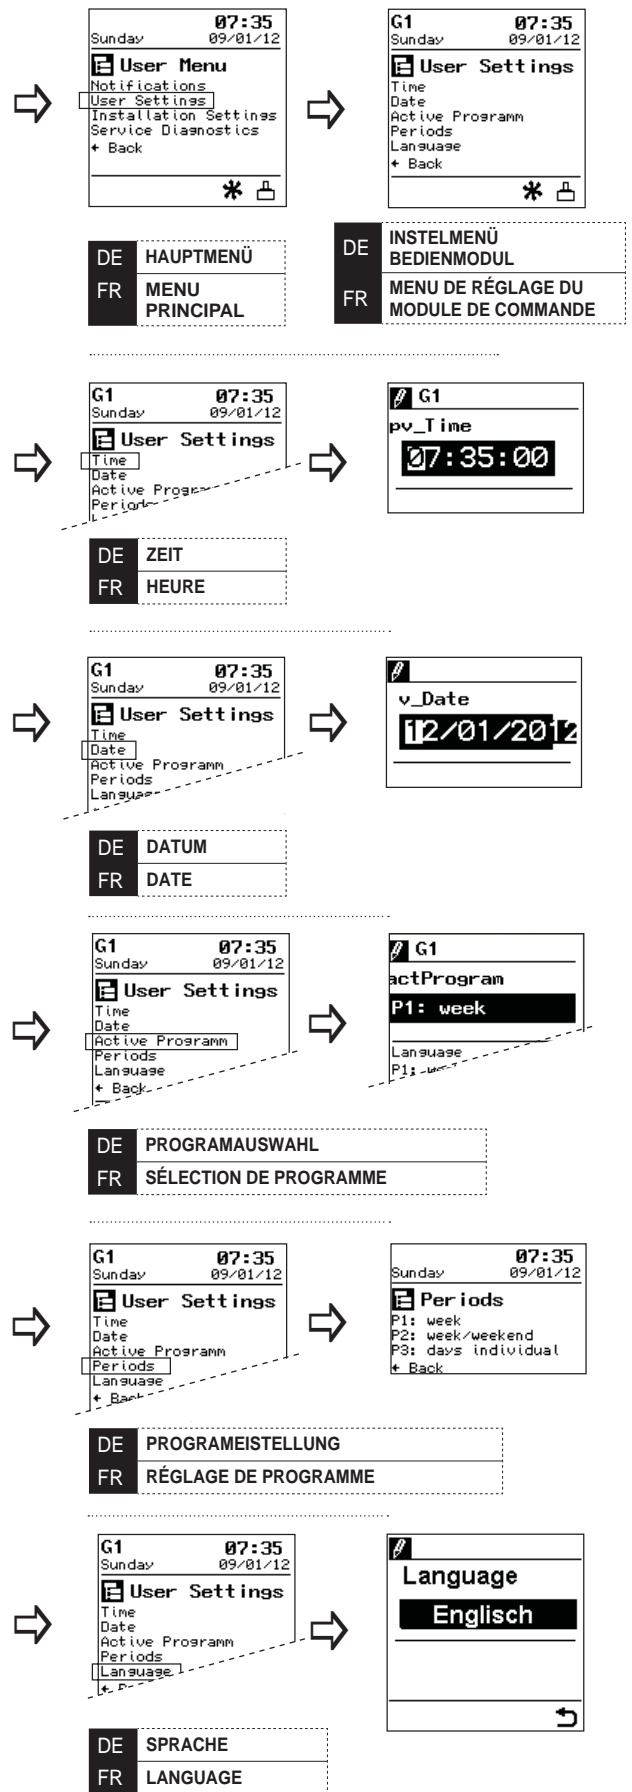 07:35
Sunday 09/01/12
User Menu
Notifications
User Settings
Installation Settings
Service Diagnostics
← Back
G1 07:35
Sunday 09/01/12
User Settings
Time
Date
Active Programm
Periods
Language
← Back
DE HAUPTMENÜ
FR MENU
PRINCIPAL
DE INSTELMENÜ
BEDIENMODUL
FR MENU DE RÉGLAGE DU
MODULE DE COMMANDE
G1 07:35
Sunday 09/01/12
User Settings
Time
Date
Active
G1
pv_Time
07:35:00
DE ZEIT
FR HEURE
G1 07:35
Sunday 09/01/12
User Settings
Time
Date
Active Programm
Periods
v_Date
12/01/2012
DE DATUM
FR DATE
G1 07:35
Sunday 09/01/12
User Settings
Time
Date
Active Programm
Periods
Language
← Back
G1
actProgram
P1: week
Language
P1:
DE PROGRAMAUSWAHL
FR SÉLECTION DE PROGRAMME
G1 07:35
Sunday 09/01/12
User Settings
Time
Date
Active Programm
Periods
Language
← Back
07:35
Sunday 09/01/12
Periods
P1: week
P2: week/weekend
P3: days individual
← Back
DE PROGRAMEISTELLUNG
FR RÉGLAGE DE PROGRAMME
G1 07:35
Sunday 09/01/12
User Settings
Time
Date
Active Programm
Periods
Language
Language
Englisch
DE SPRACHE
FR LANGUAGE